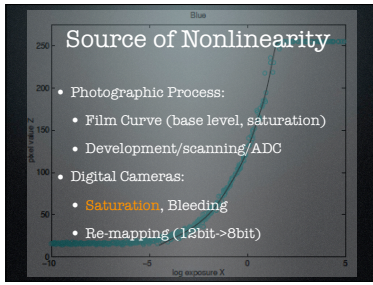 Blue
Source of Nonlinearity
250
200
150
100
50
0
pixel value Z
• Photographic Process:
• Film Curve (base level, saturation)
• Development/scanning/ADC
• Digital Cameras:
• Saturation, Bleeding
• Re-mapping (12bit->8bit)
-10
-5
0
5
log exposure X